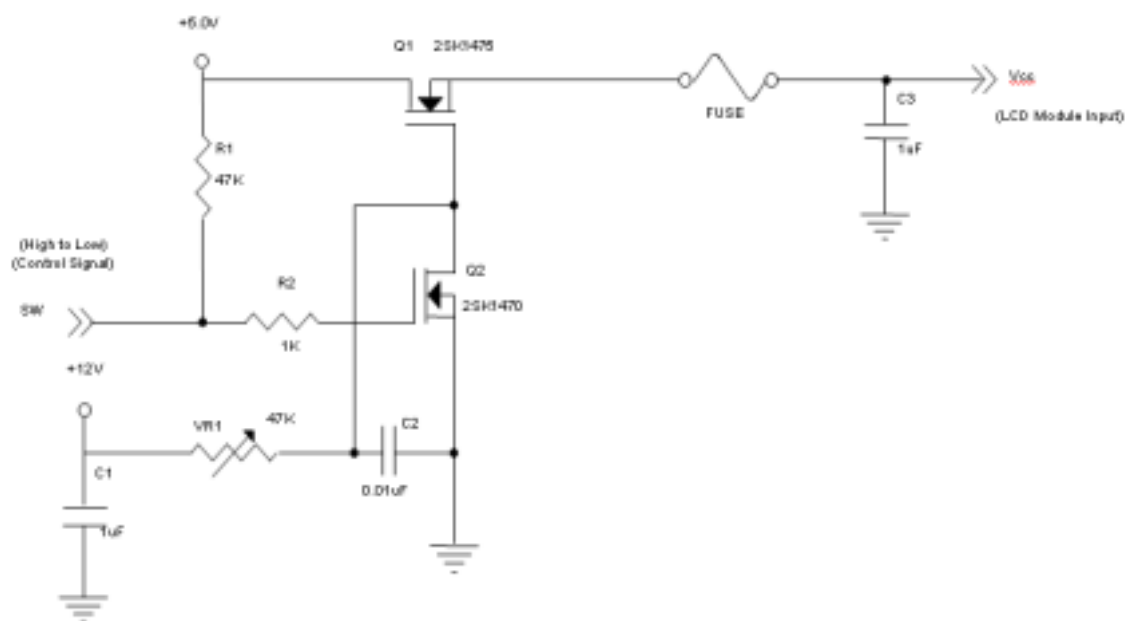 +5.0V
Q1 2SK1475
Vcc
(LCD Module Input)
FUSE
C3
1uF
R1
47K
(High to Low)
(Control Signal)
SW
R2
1K
Q2
2SK1470
+12V
VR1
47K
C2
0.01uF
C1
1uF